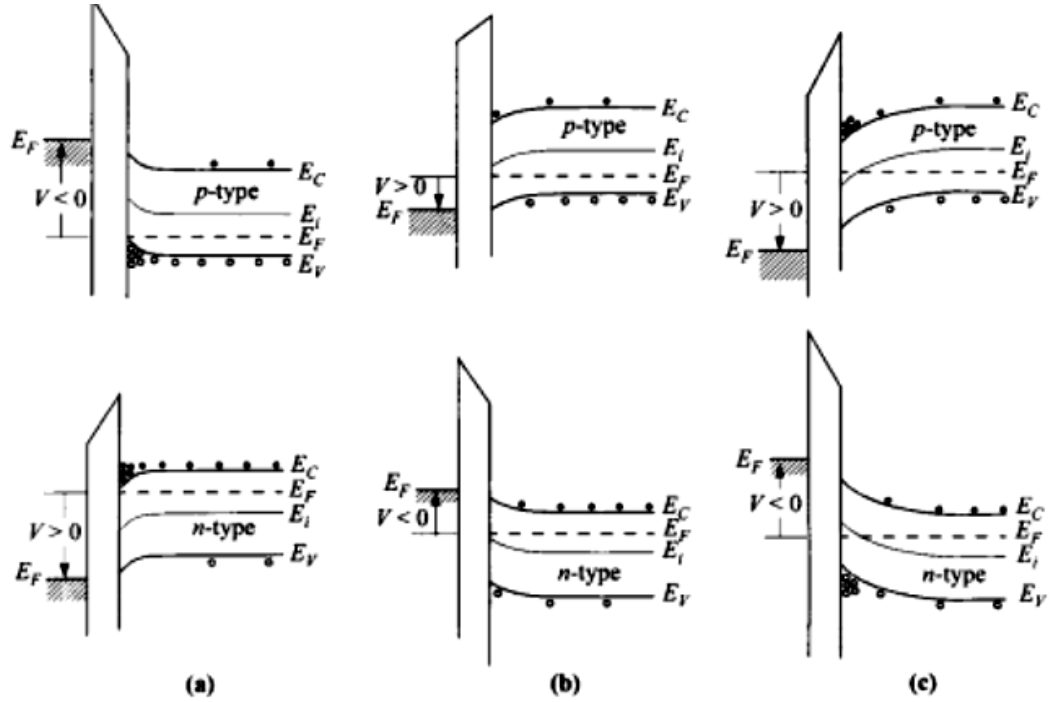 E_F
V < 0
p-type
E_C
E_i
E_F
E_V
V > 0
E_F
p-type
E_C
E_i
E_F
E_V
V > 0
E_F
p-type
E_C
E_i
E_F
E_V
V > 0
E_F
n-type
E_C
E_F
E_i
E_V
E_F
V < 0
n-type
E_C
E_F
E_i
E_V
E_F
V < 0
n-type
E_C
E_F
E_i
E_V
(a)
(b)
(c)